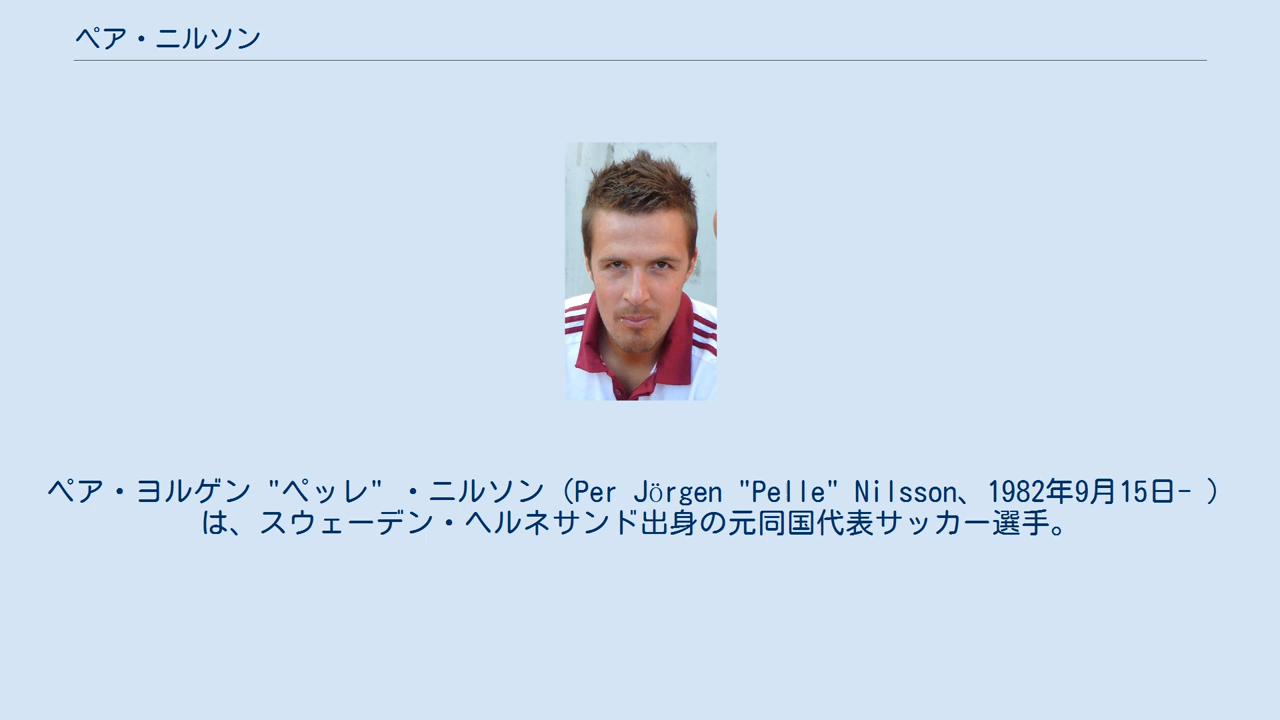 ペア・ニルソン
ペア・ヨルゲン "ペッレ" ・ニルソン（Per Jörgen "Pelle" Nilsson、1982年9月15日- ）
は、スウェーデン・ヘルネサンド出身の元同国代表サッカー選手。